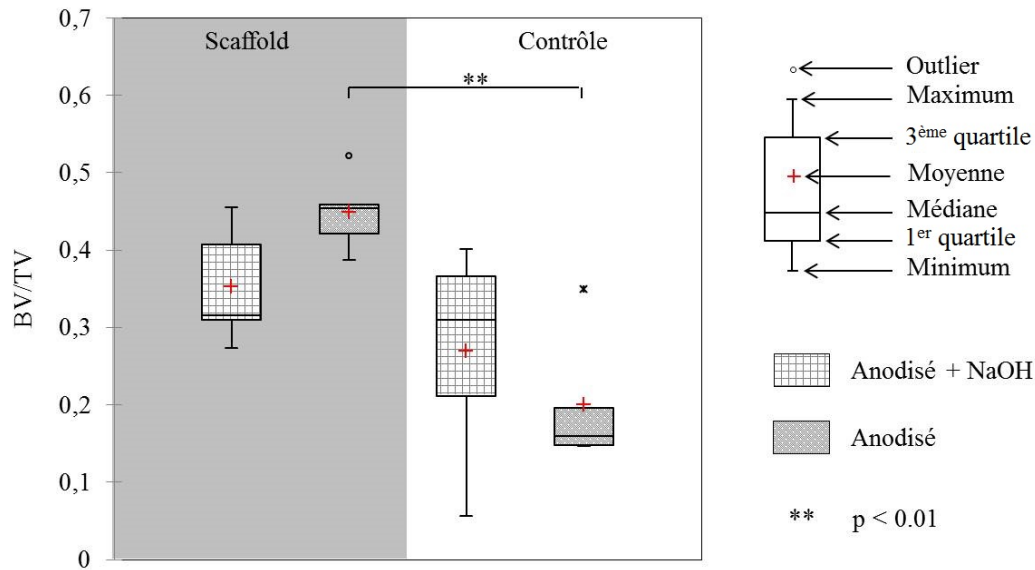 0,7
0,6
0,5
0,4
0,3
0,2
0,1
0
BV/TV
Scaffold
Contrôle
**
Outlier
Maximum
3ème quartile
Moyenne
Médiane
1er quartile
Minimum
Anodisé + NaOH
Anodisé
** p < 0.01